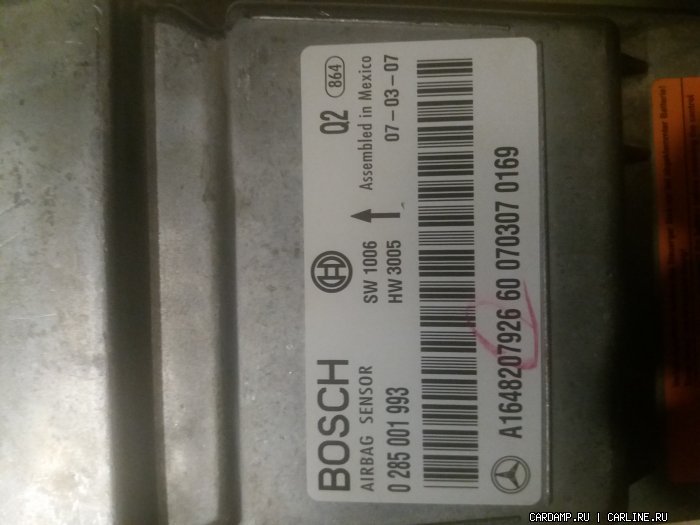 BOSCH
Q2 864
AIRBAG SENSOR SW 1006 Assembled in Mexico
0 285 001 993 HW 3005 07-03-07
A1648207926 60 070307 0169
CARDAMP.RU | CARLINE.RU